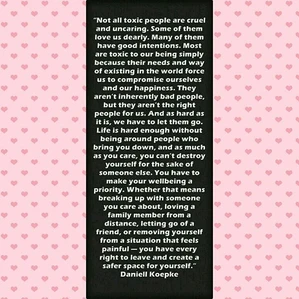 "Not all toxic people are cruel
and uncaring. Some of them
love us dearly. Many of them
have good intentions. Most
are toxic to our being simply
because their needs and way
of existing in the world force
us to compromise ourselves
and our happiness. They
aren't inherently bad people,
but they aren't the right
people for us. And as hard as
it is, we have to let them go.
Life is hard enough without
being around people who
bring you down, and as much
as you care, you can't destroy
yourself for the sake of
someone else. You have to
make your wellbeing a
priority. Whether that means
breaking up with someone
you care about, loving a
family member from a
distance, letting go of a
friend, or removing yourself
from a situation that feels
painful — you have every
right to leave and create a
safer space for yourself."
Daniell Koepke